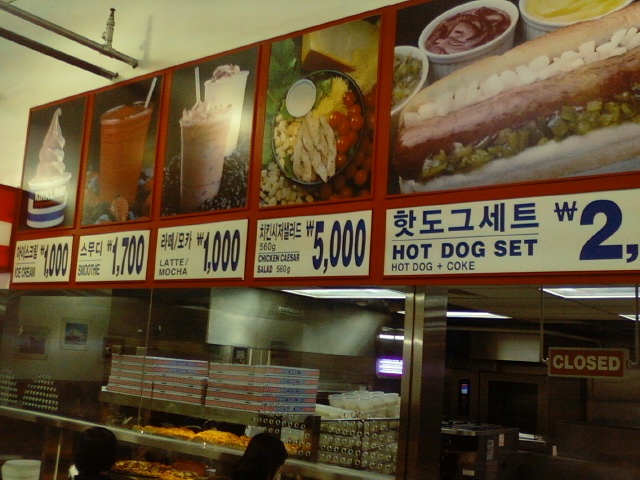 아이스크림
ICE CREAM
₩1,000
스무디
SMOOTHIE
₩1,700
라떼/모카
LATTE/
MOCHA
₩1,000
치킨시저샐러드
560g
CHICKEN CAESAR
SALAD 560g
₩5,000
핫도그세트
HOT DOG SET
HOT DOG + COKE
₩2,
CLOSED